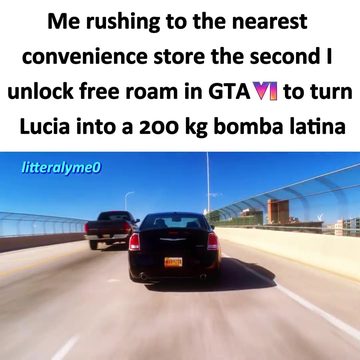 Me rushing to the nearest
convenience store the second I
unlock free roam in GTA VI to turn
Lucia into a 200 kg bomba latina
litteralyme0